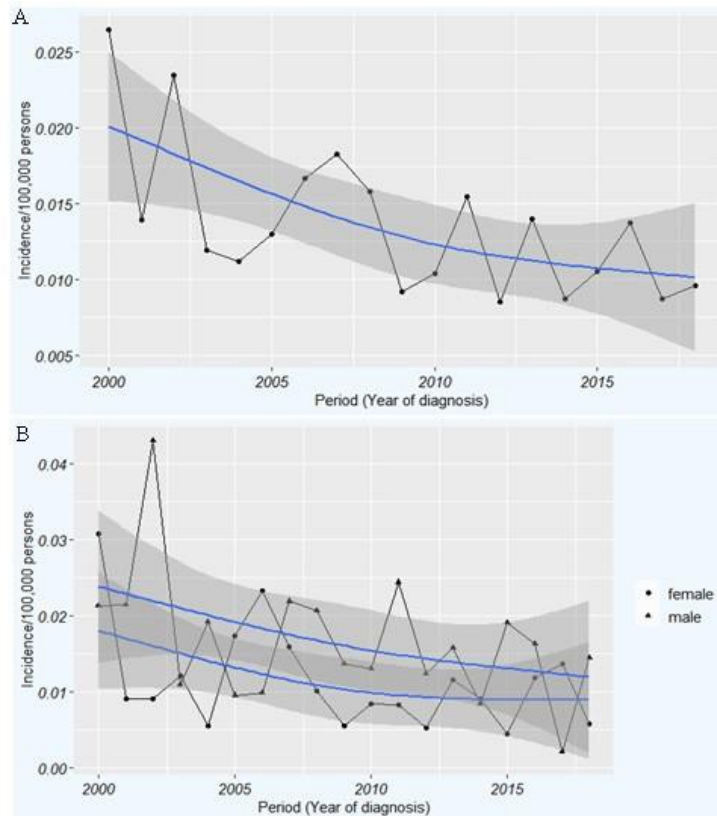 A
0.025
0.020
0.015
0.010
0.005
Incidence/100,000 persons
2000 2005 2010 2015
Period (Year of diagnosis)
B
0.04
0.03
0.02
0.01
0.00
Incidence/100,000 persons
2000 2005 2010 2015
Period (Year of diagnosis)
female
male